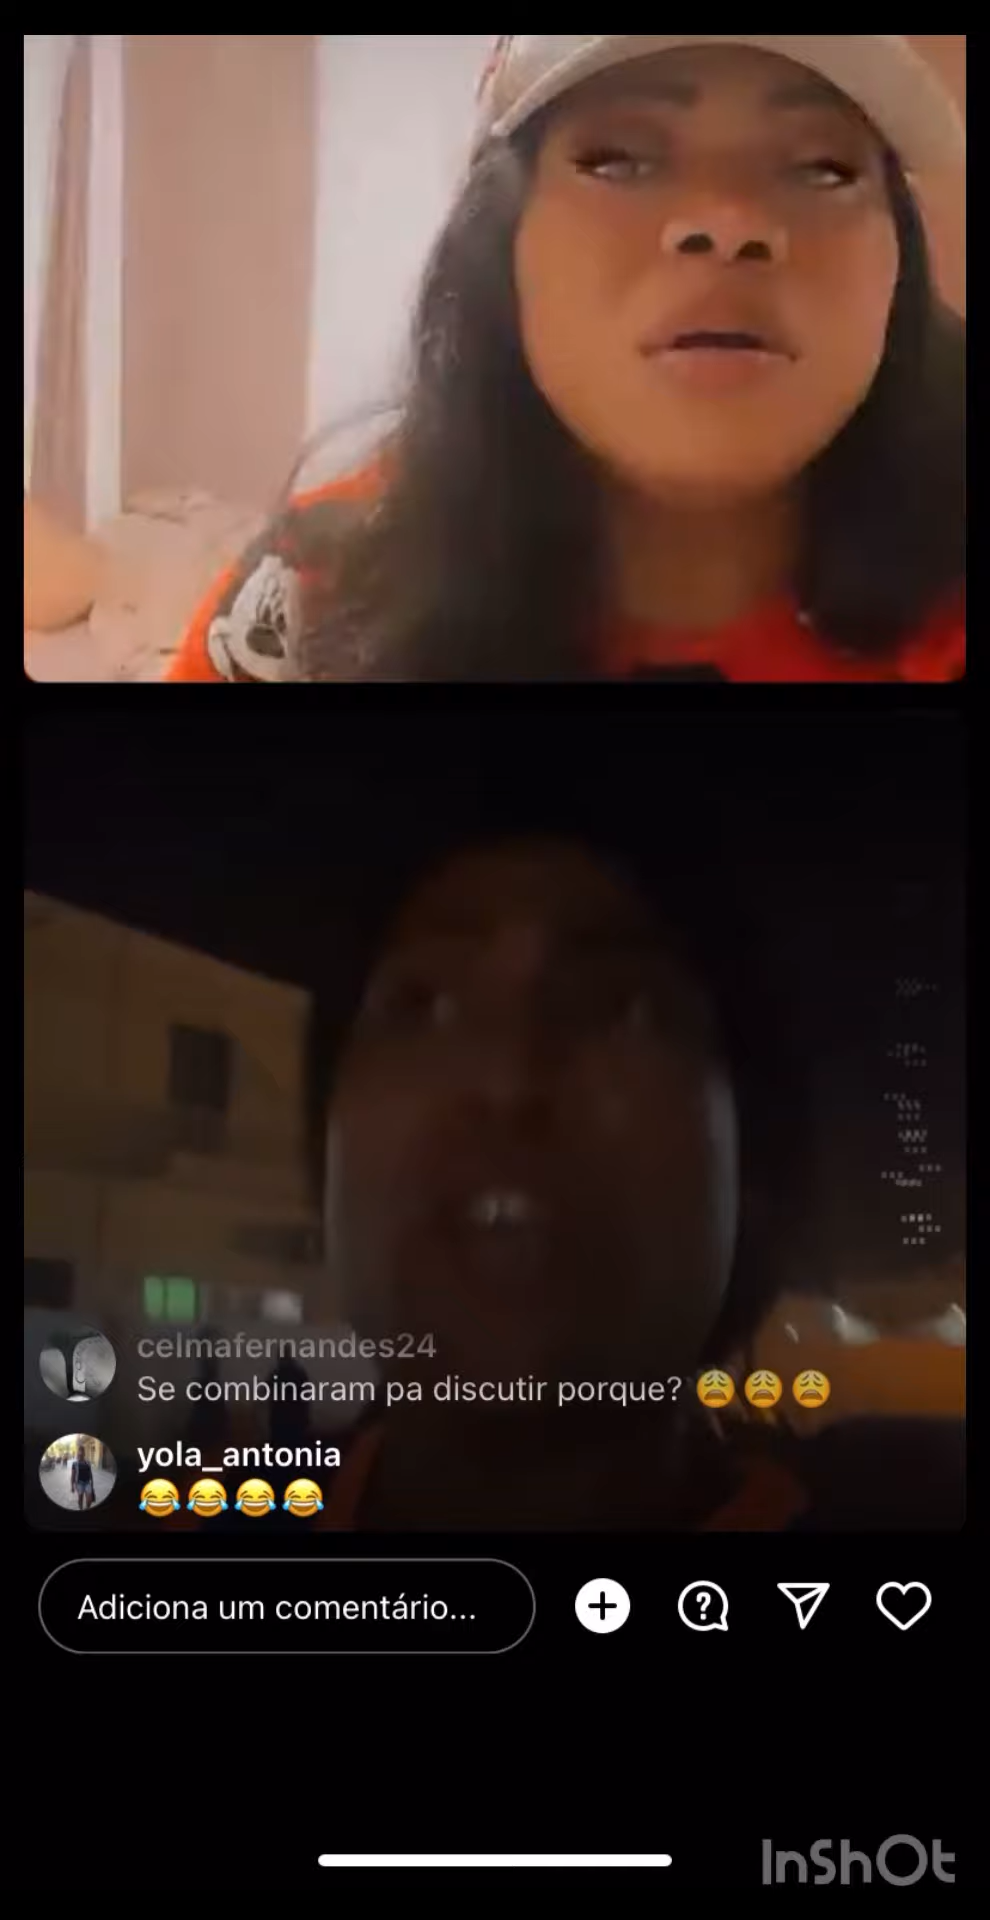 celmafernandes24
Se combinaram pa discutir porque? 😩😩😩
yola_antonia
😂😂😂😂
Adiciona um comentário...
InShOt